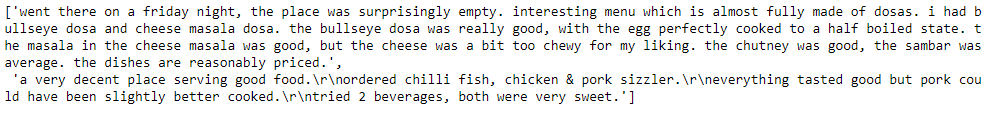 ['went there on a friday night, the place was surprisingly empty. interesting menu which is almost fully made of dosas. i had b
ullseye dosa and cheese masala dosa. the bullseye dosa was really good, with the egg perfectly cooked to a half boiled state. t
he masala in the cheese masala was good, but the cheese was a bit too chewy for my liking. the chutney was good, the sambar was
average. the dishes are reasonably priced.',
 'a very decent place serving good food.\r\nordered chilli fish, chicken & pork sizzler.\r\neverything tasted good but pork cou
ld have been slightly better cooked.\r\ntried 2 beverages, both were very sweet.']